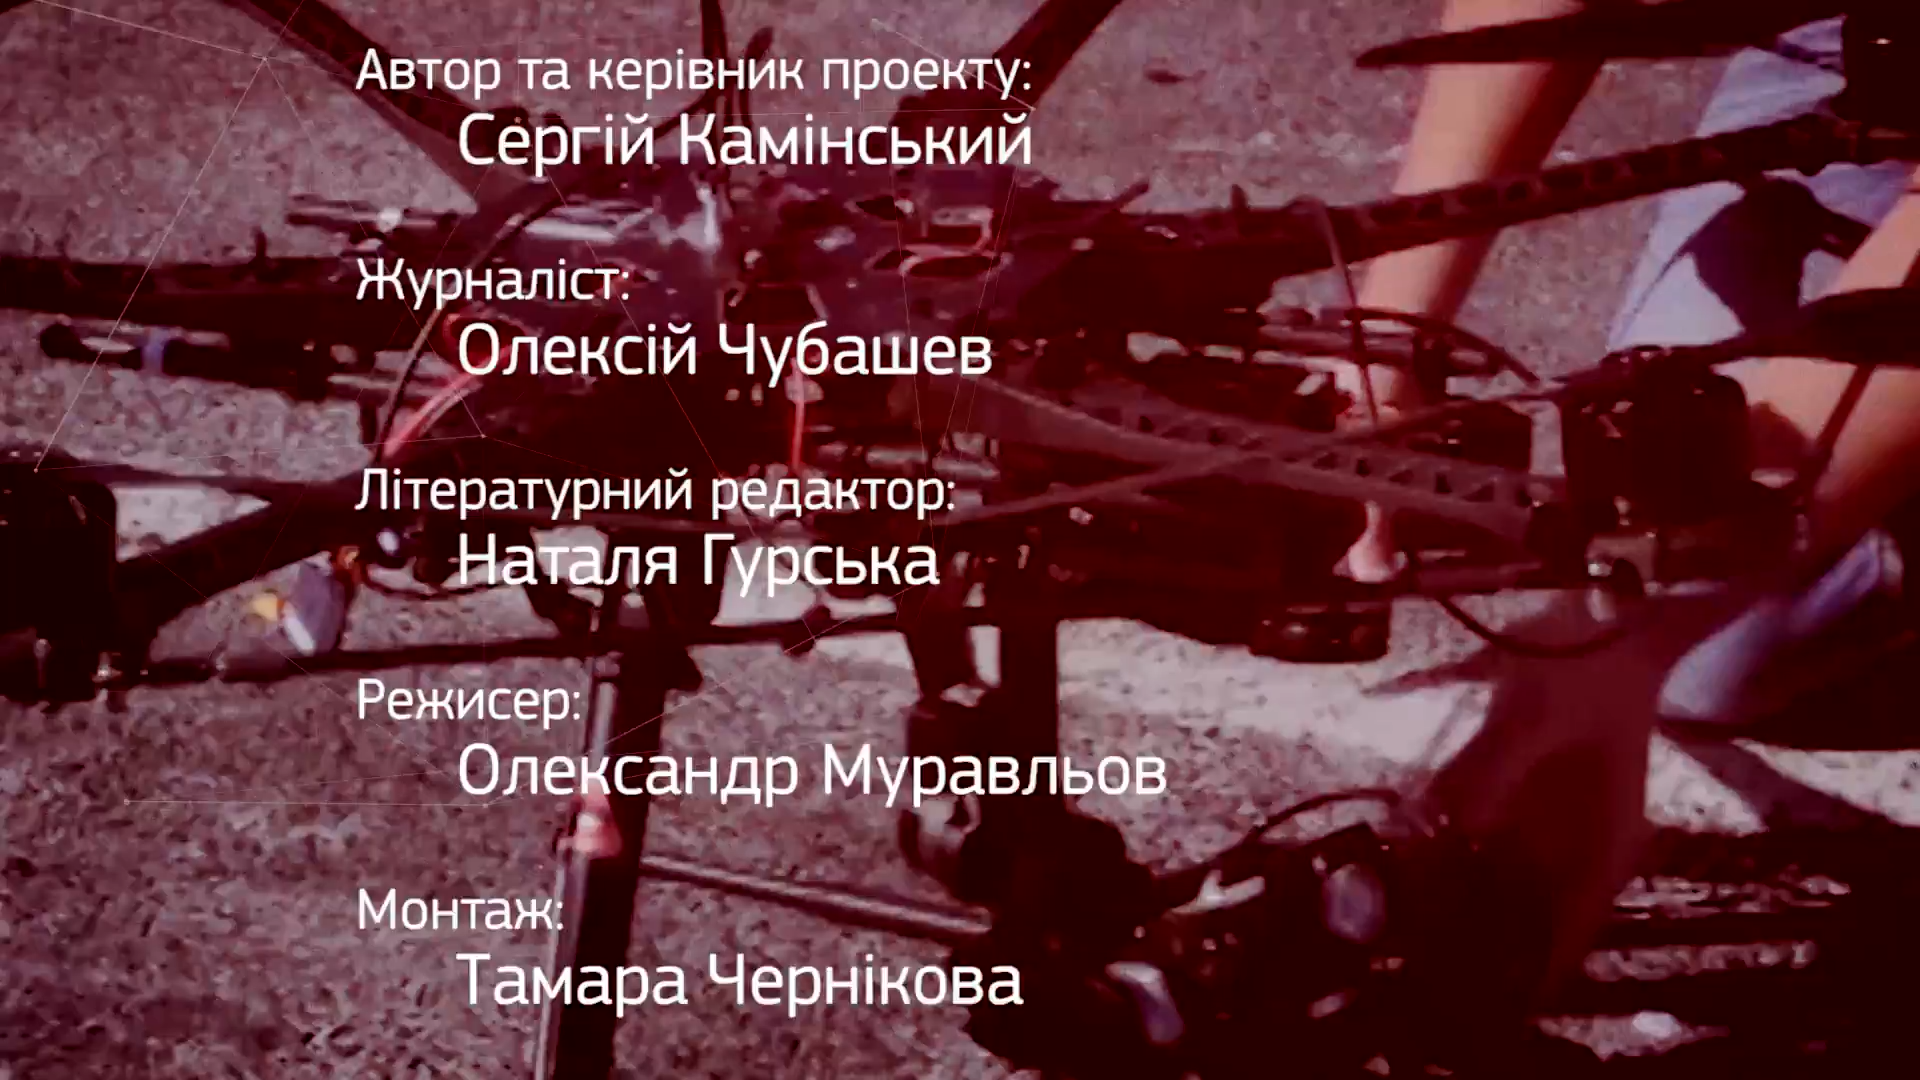 Автор та керівник проекту:
Сергій Камінський
Журналіст:
Олексій Чубашев
Літературний редактор:
Наталя Гурська
Режисер:
Олександр Муравльов
Монтаж:
Тамара Чернікова